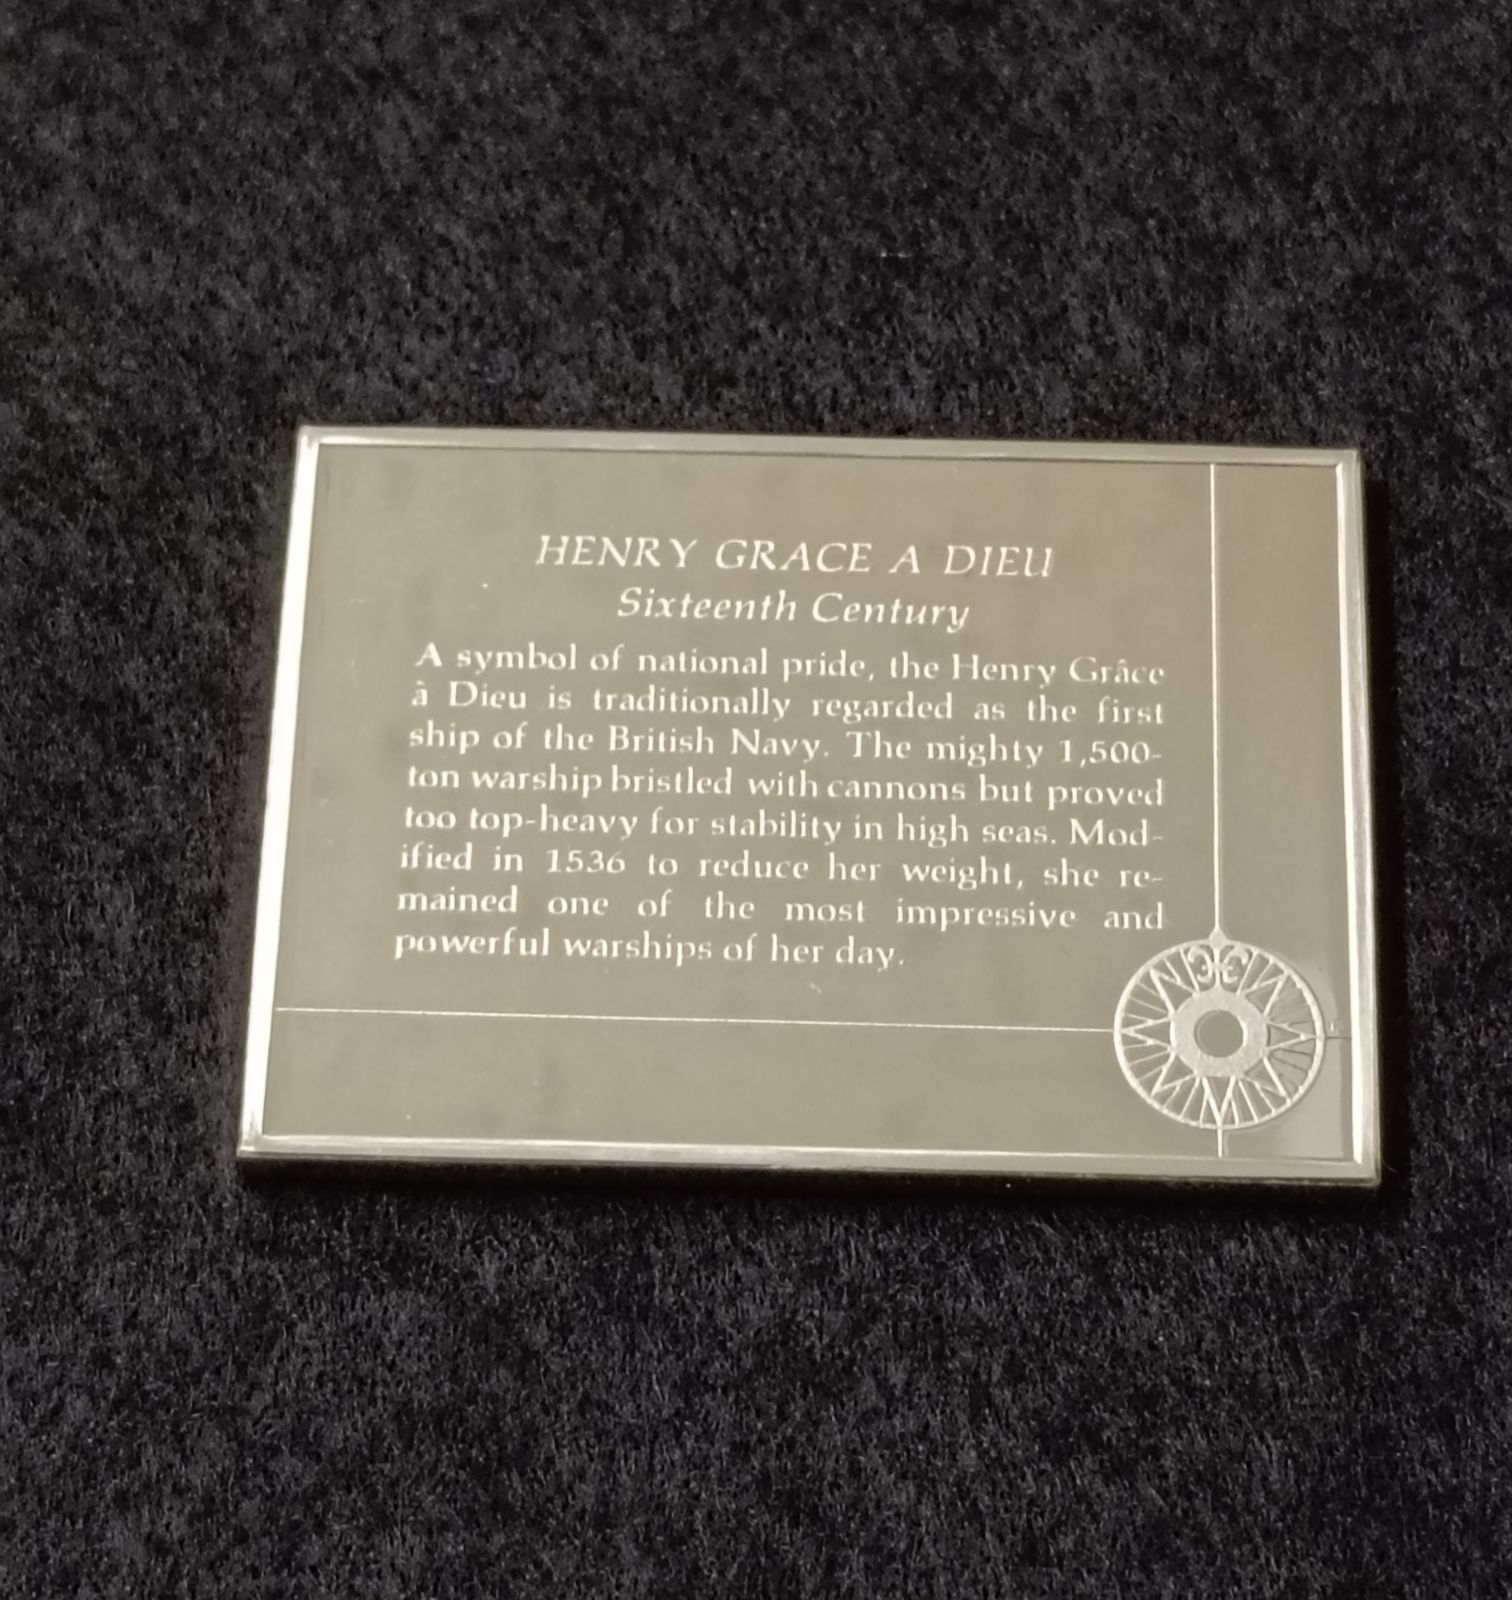 HENRY GRACE A DIEU
Sixteenth Century
A symbol of national pride, the Henry Grâce
à Dieu is traditionally regarded as the first
ship of the British Navy. The mighty 1,500-
ton warship bristled with cannons but proved
too top-heavy for stability in high seas. Mod-
ified in 1536 to reduce her weight, she re-
mained one of the most impressive and
powerful warships of her day.